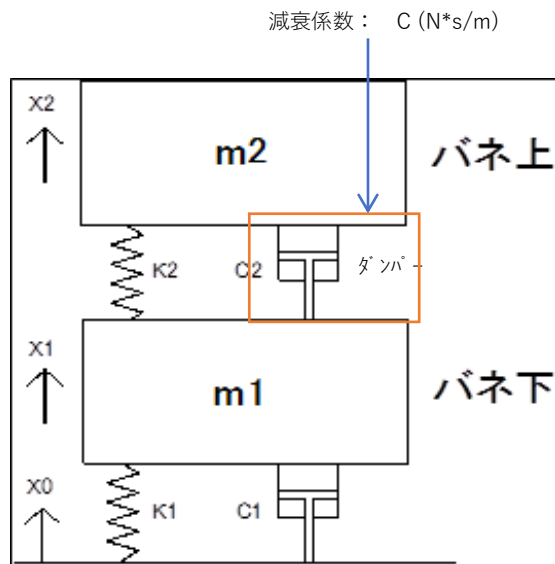 減衰係数： C (N*s/m)
X2
m2
バネ上
K2
C2
ダンパー
X1
m1
バネ下
X0
K1
C1